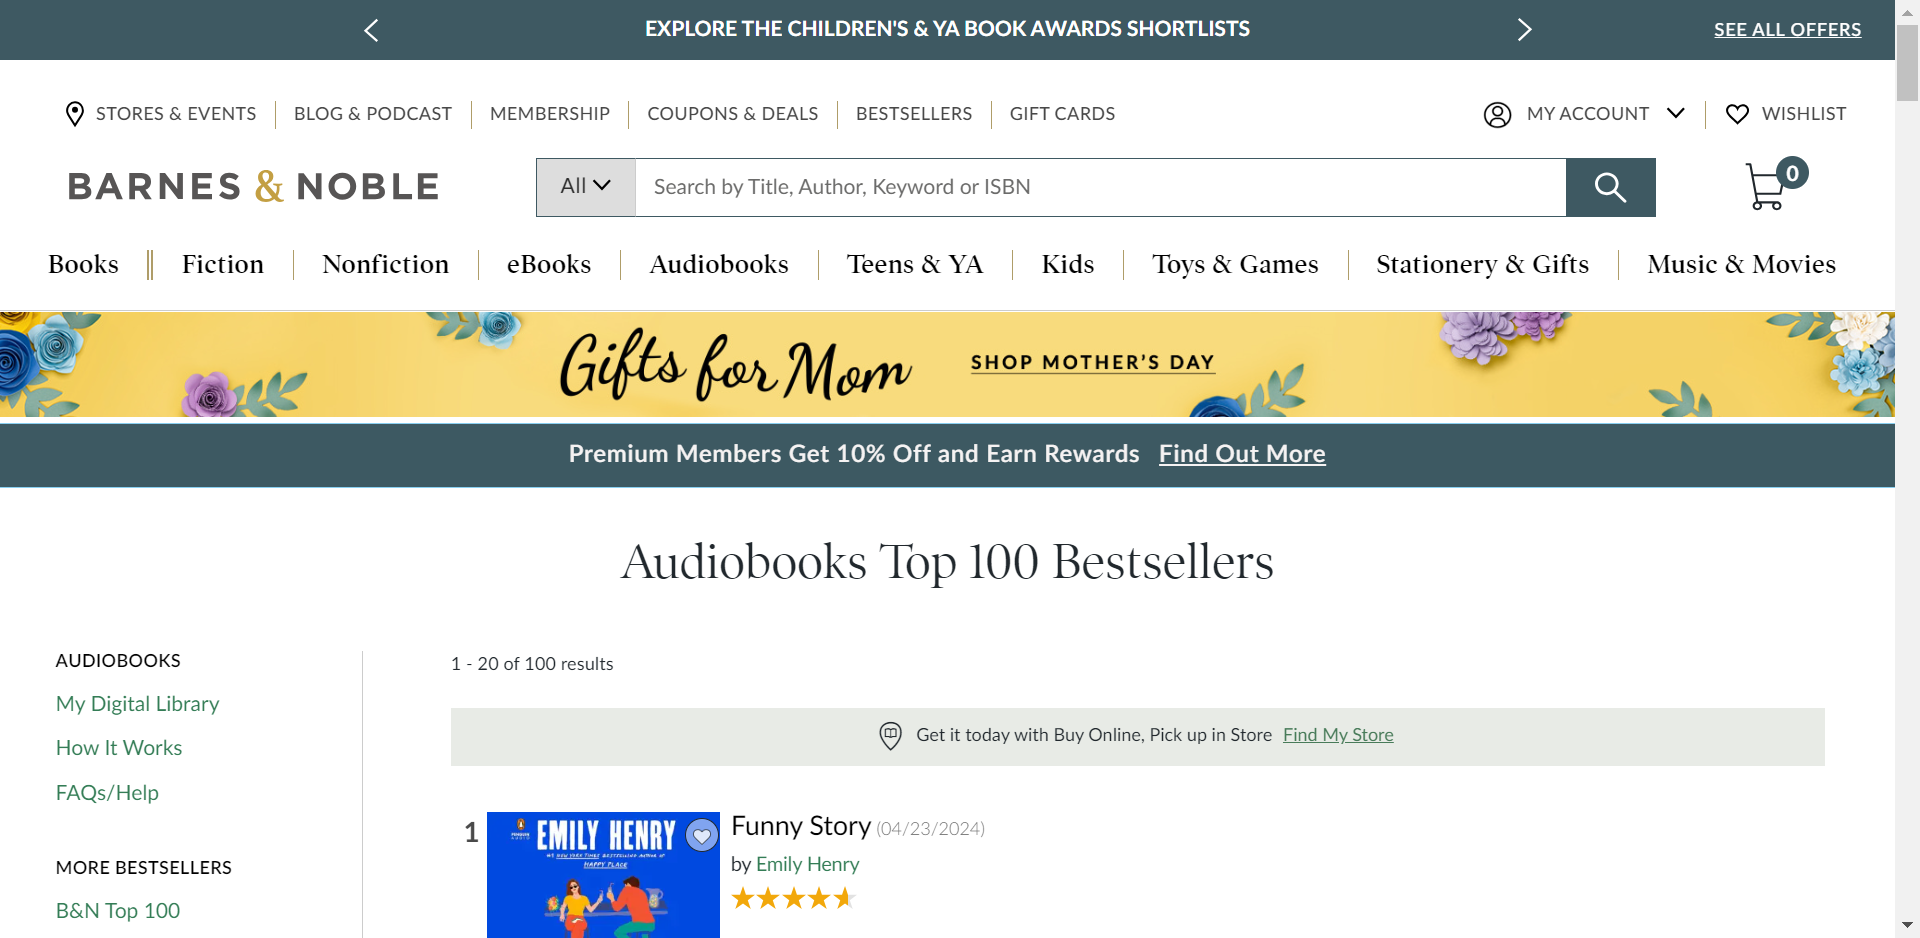 EXPLORE THE CHILDREN'S & YA BOOK AWARDS SHORTLISTS
SEE ALL OFFERS
STORES & EVENTS
BLOG & PODCAST
MEMBERSHIP
COUPONS & DEALS
BESTSELLERS
GIFT CARDS
MY ACCOUNT
WISHLIST
BARNES & NOBLE
All
Search by Title, Author, Keyword or ISBN
0
Books
Fiction
Nonfiction
eBooks
Audiobooks
Teens & YA
Kids
Toys & Games
Stationery & Gifts
Music & Movies
Gifts for Mom
SHOP MOTHER'S DAY
Premium Members Get 10% Off and Earn Rewards Find Out More
Audiobooks Top 100 Bestsellers
AUDIOBOOKS
My Digital Library
How It Works
FAQs/Help
MORE BESTSELLERS
B&N Top 100
1 - 20 of 100 results
Get it today with Buy Online, Pick up in Store Find My Store
1
PENGUIN
AUDIO
EMILY HENRY
#1 NEW YORK TIMES BESTSELLING AUTHOR OF
HAPPY PLACE
Funny Story (04/23/2024)
by Emily Henry